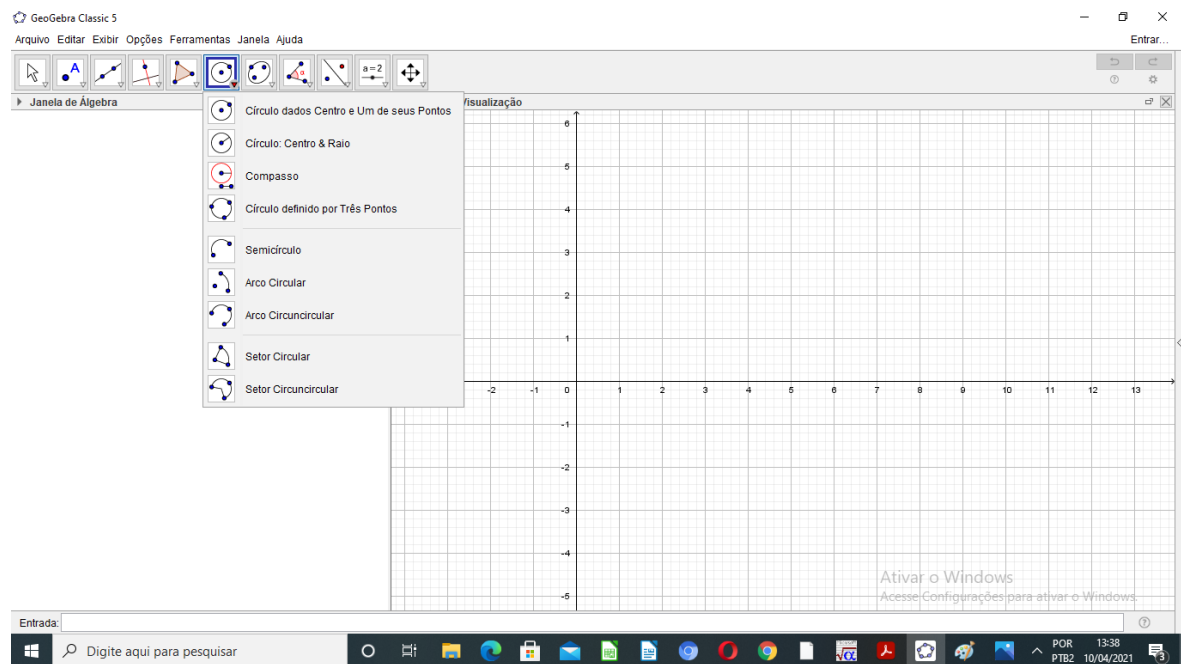 GeoGebra Classic 5
Arquivo Editar Exibir Opções Ferramentas Janela Ajuda
Entrar...
A
α
a = 2
Janela de Álgebra
Visualização
Círculo dados Centro e Um de seus Pontos
Círculo: Centro & Raio
Compasso
Círculo definido por Três Pontos
Semicírculo
Arco Circular
Arco Circuncircular
Setor Circular
Setor Circuncircular
6
5
4
3
2
1
-2 -1 0 1 2 3 4 5 6 7 8 9 10 11 12 13
-1
-2
-3
-4
-5
Ativar o Windows
Acesse Configurações para ativar o Windows.
Entrada:
Digite aqui para pesquisar
√α
POR
PTB2
13:38
10/04/2021
3